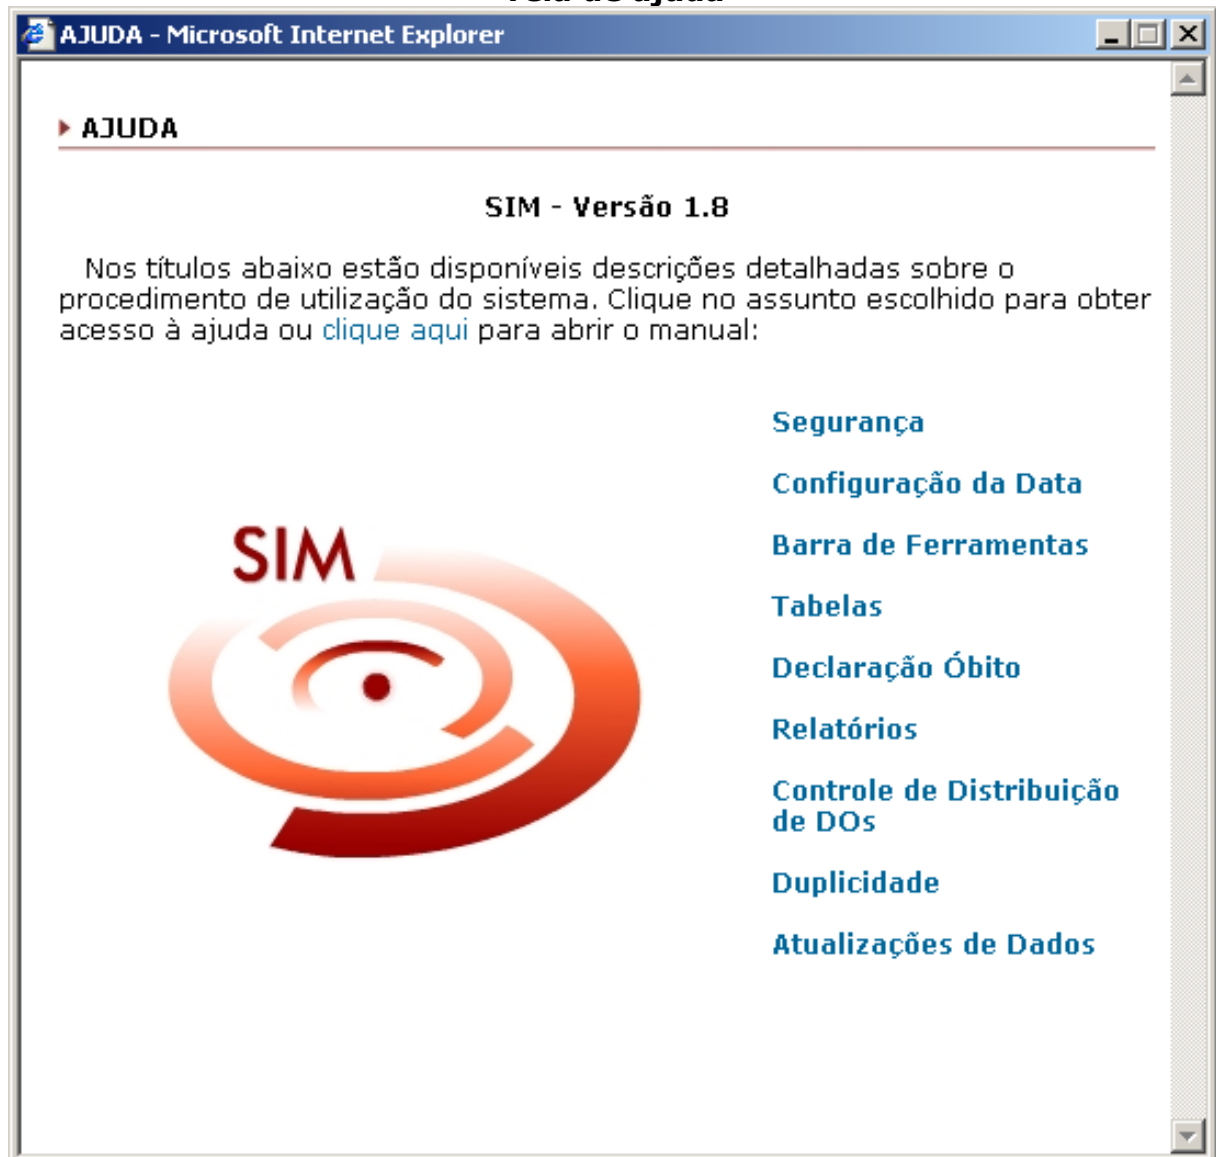 Tela de ajuda
AJUDA - Microsoft Internet Explorer
AJUDA
SIM - Versão 1.8
Nos títulos abaixo estão disponíveis descrições detalhadas sobre o
procedimento de utilização do sistema. Clique no assunto escolhido para obter
acesso à ajuda ou clique aqui para abrir o manual:
Segurança
Configuração da Data
Barra de Ferramentas
SIM
Tabelas
Declaração Óbito
Relatórios
Controle de Distribuição
de DOs
Duplicidade
Atualizações de Dados